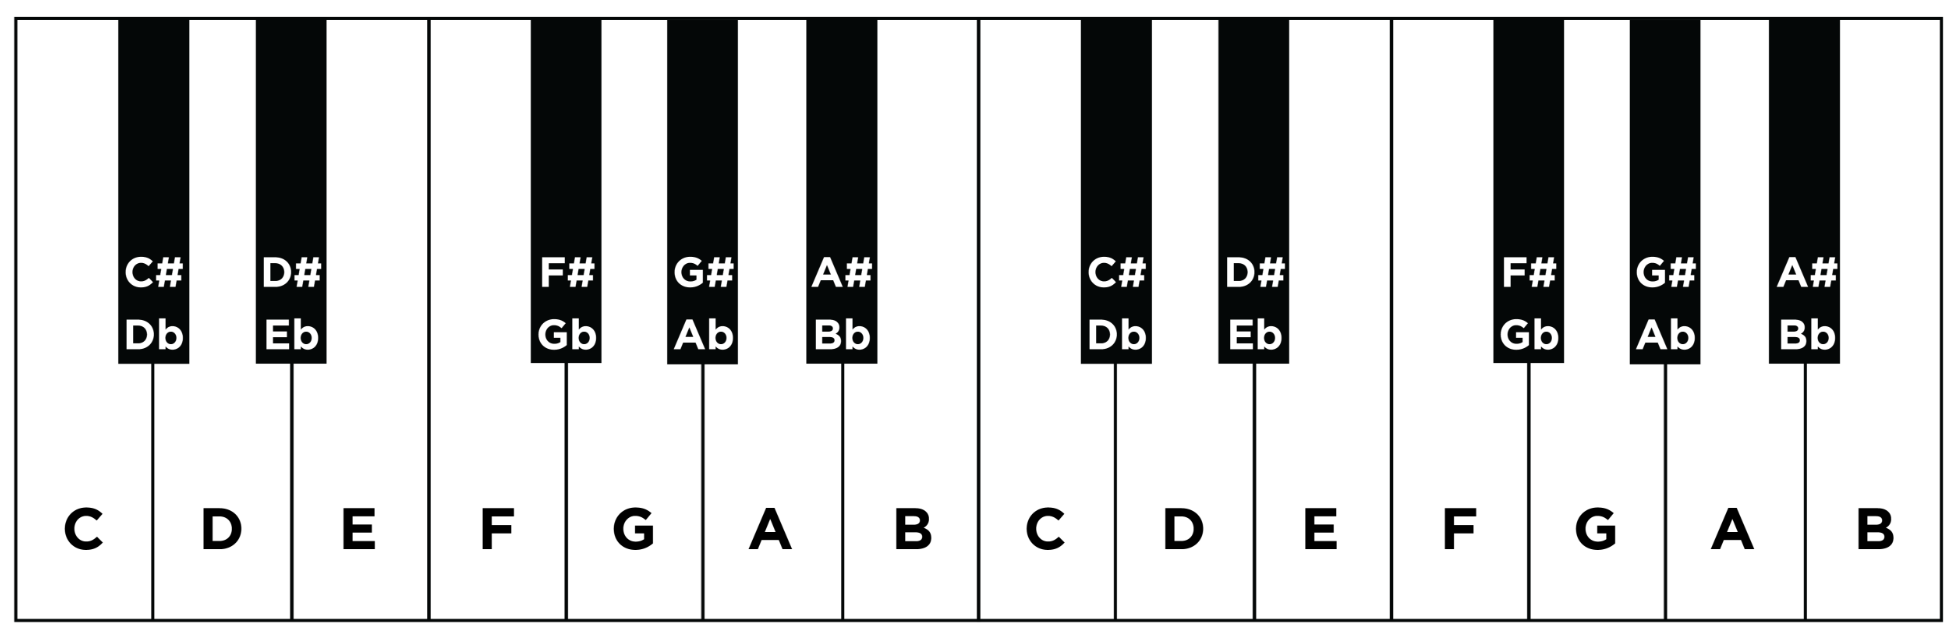 C# D# F# G# A# C# D# F# G# A#
Db Eb Gb Ab Bb Db Eb Gb Ab Bb
C D E F G A B C D E F G A B